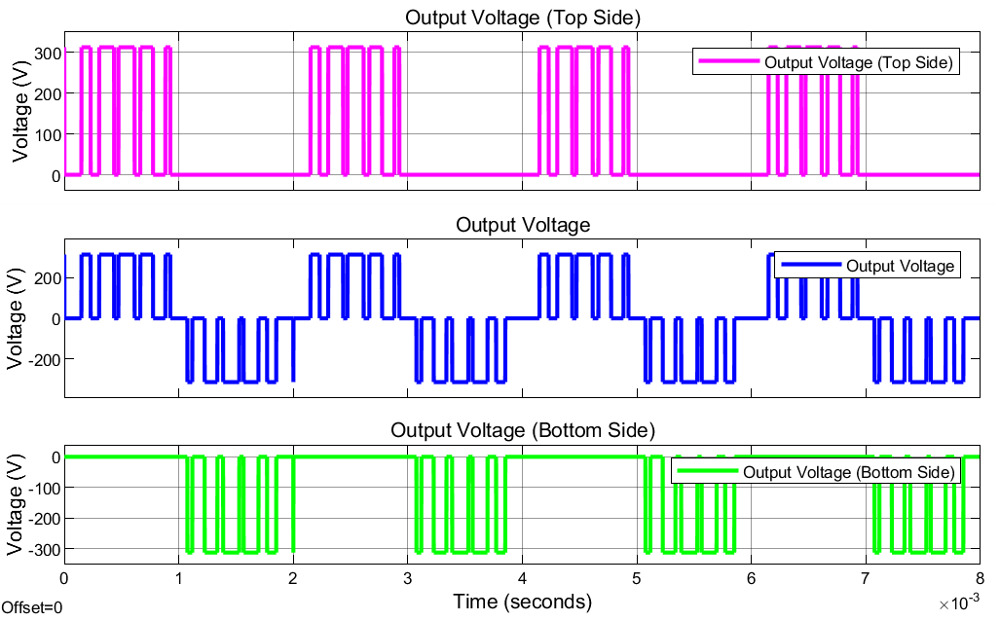 Output Voltage (Top Side)
Voltage (V)
300
200
100
0
Output Voltage (Top Side)
Output Voltage
Voltage (V)
200
0
-200
Output Voltage
Output Voltage (Bottom Side)
Voltage (V)
0
-100
-200
-300
Output Voltage (Bottom Side)
0 1 2 3 4 5 6 7 8
Time (seconds)
×10⁻³
Offset=0